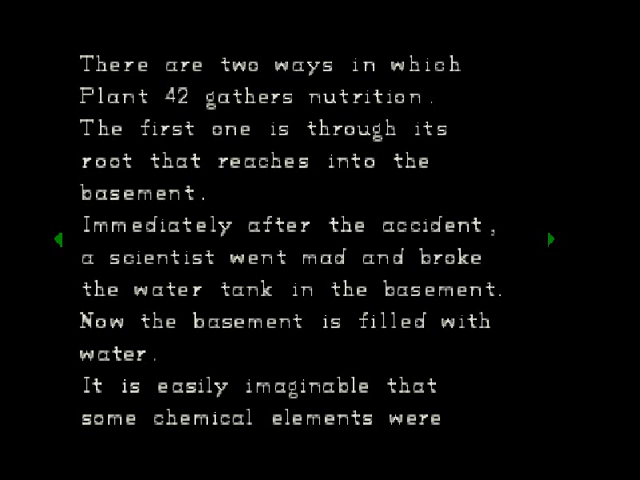 There are two ways in which
Plant 42 gathers nutrition.
The first one is through its
root that reaches into the
basement.
Immediately after the accident,
a scientist went mad and broke
the water tank in the basement.
Now the basement is filled with
water.
It is easily imaginable that
some chemical elements were